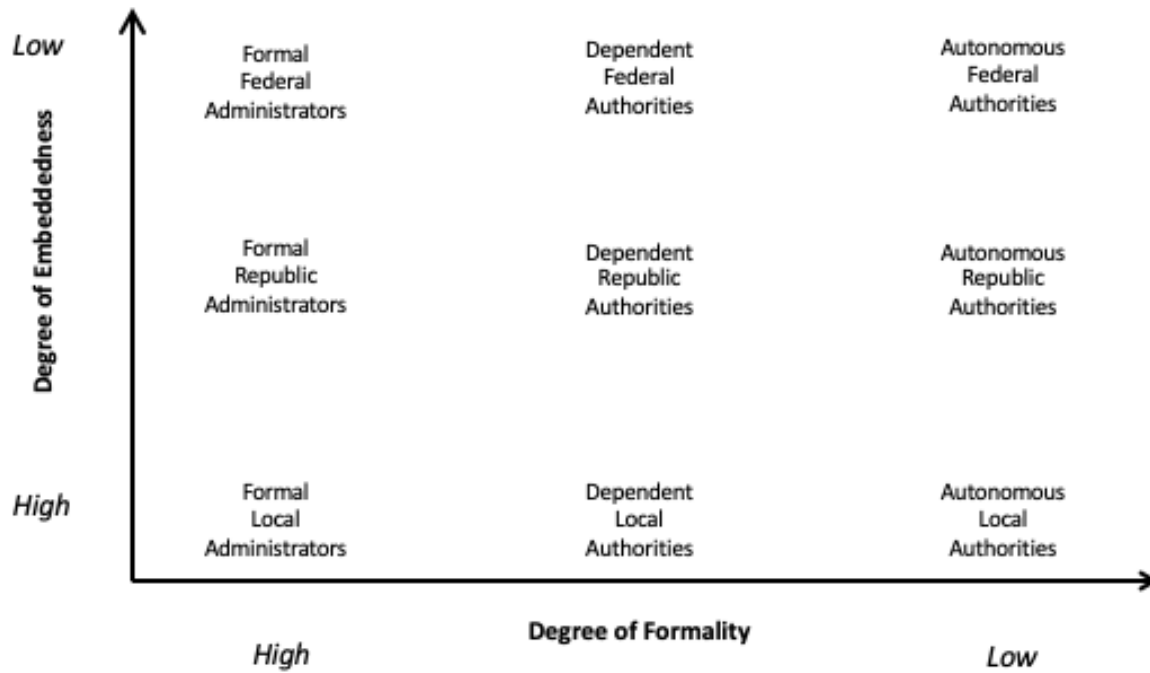 Low
Formal
Federal
Administrators
Dependent
Federal
Authorities
Autonomous
Federal
Authorities
Degree of Embeddedness
Formal
Republic
Administrators
Dependent
Republic
Authorities
Autonomous
Republic
Authorities
High
Formal
Local
Administrators
Dependent
Local
Authorities
Autonomous
Local
Authorities
Degree of Formality
High
Low